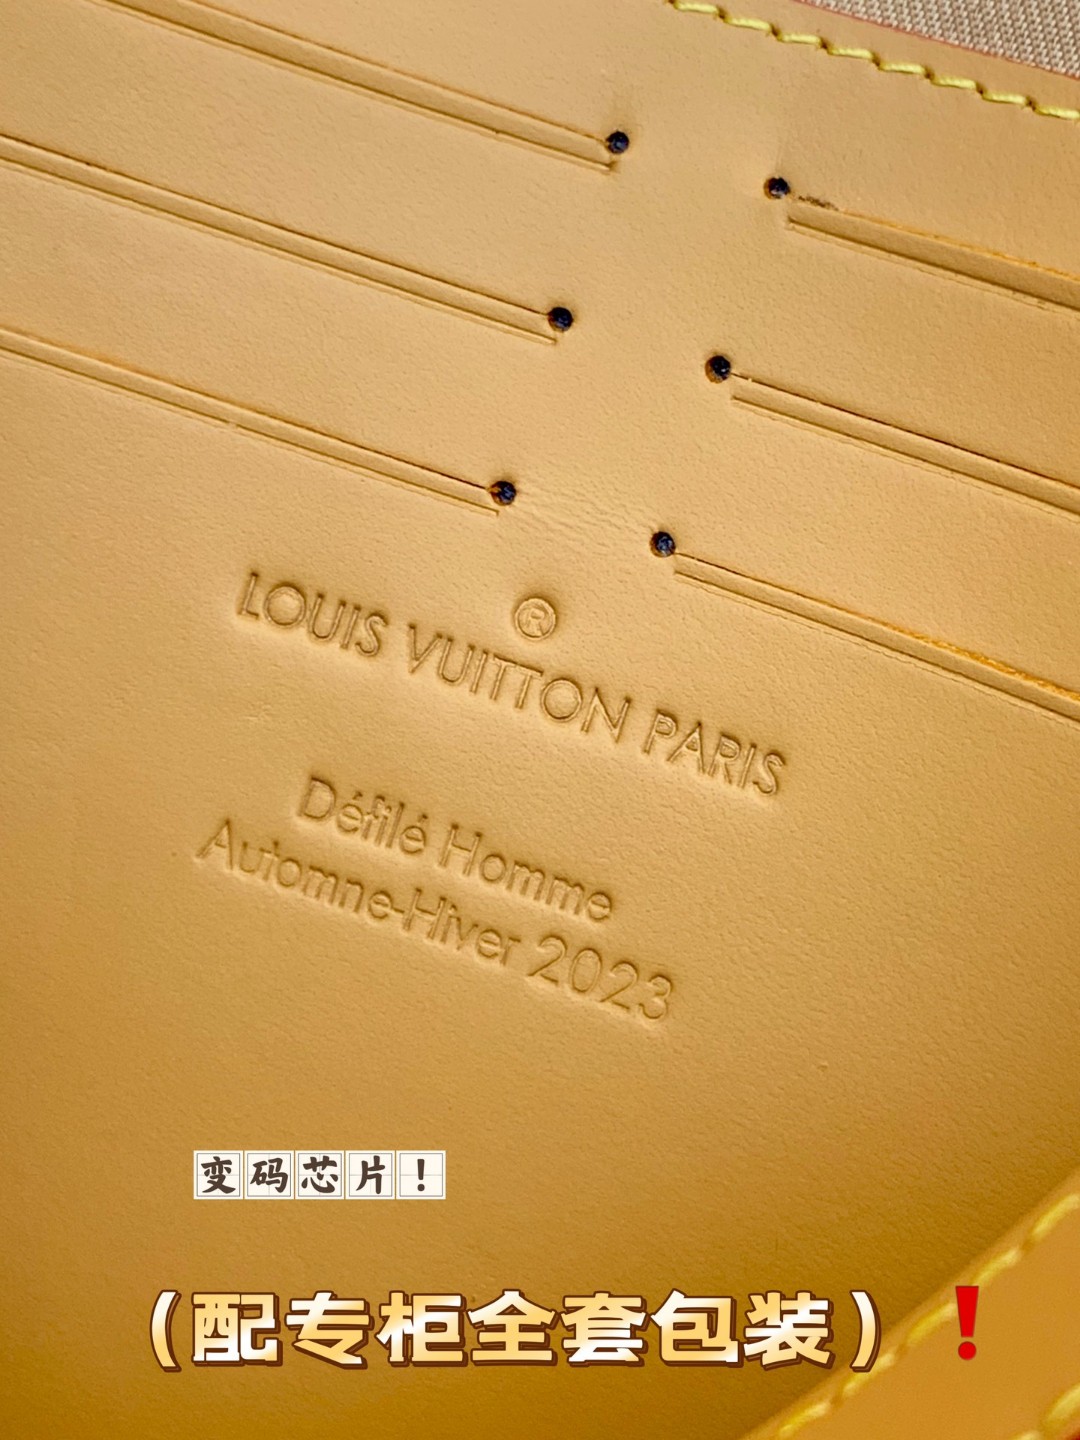 ®
LOUIS VUITTON PARIS
Défilé Homme
Automne-Hiver 2023
变码芯片！
（配专柜全套包装）❗